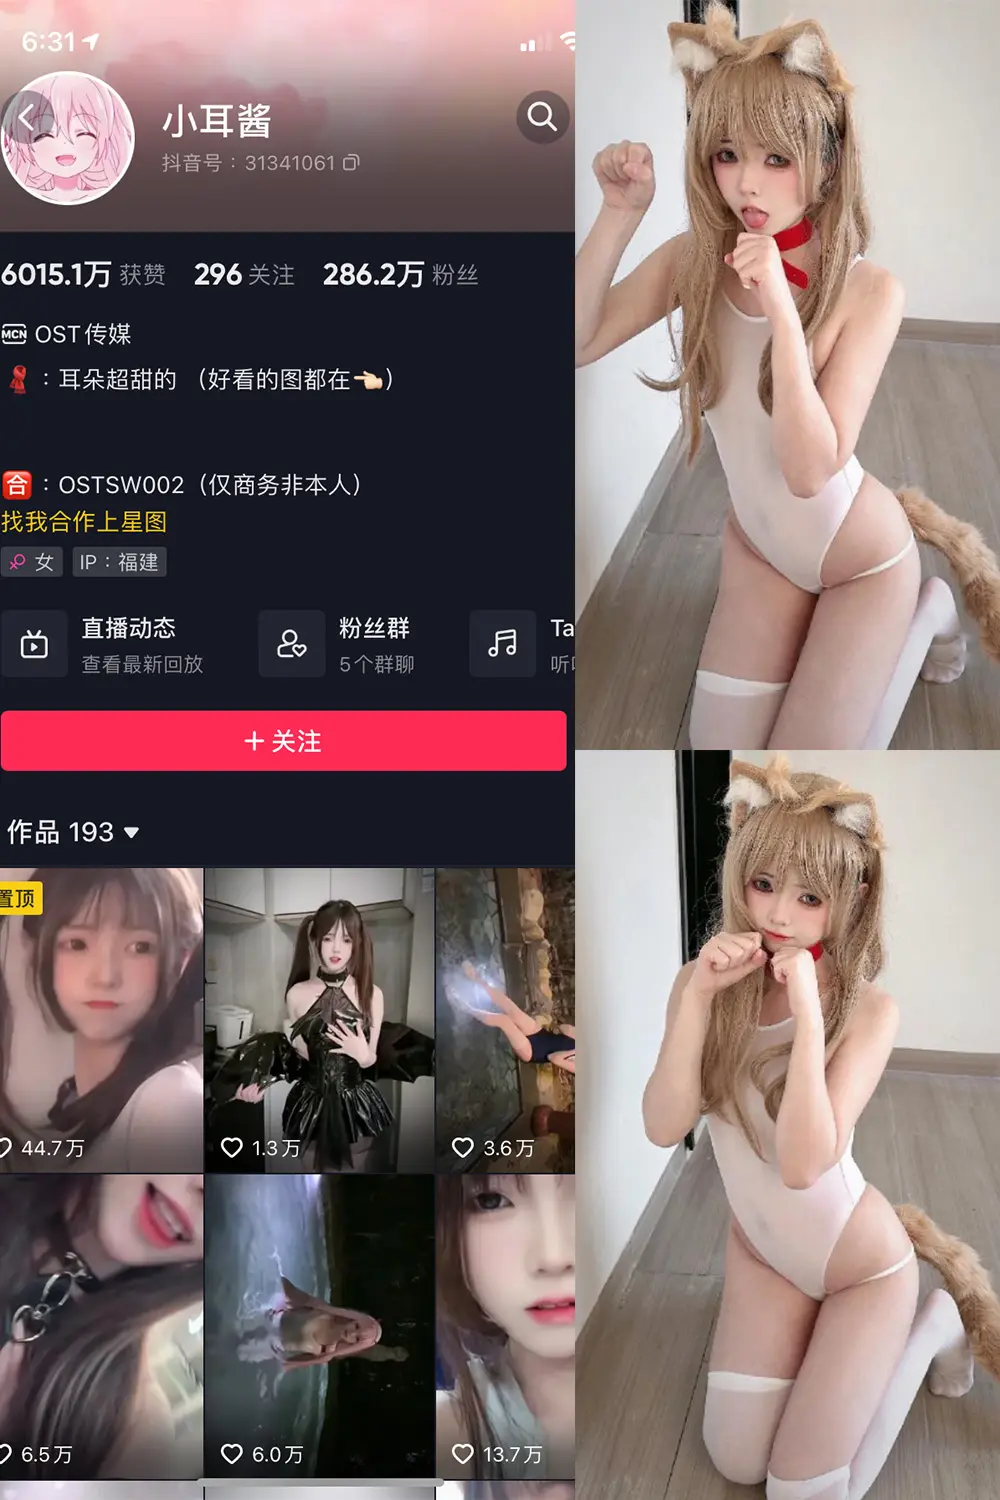 6:31
小耳酱
抖音号：31341061
6015.1万 获赞 296 关注 286.2万 粉丝
MCN OST传媒
：耳朵超甜的 （好看的图都在👈🏻）
合：OSTSW002（仅商务非本人）
找我合作上星图
女 IP：福建
直播动态 粉丝群 Ta
查看最新回放 5个群聊
+ 关注
作品 193
置顶
44.7万 1.3万 3.6万
6.5万 6.0万 13.7万